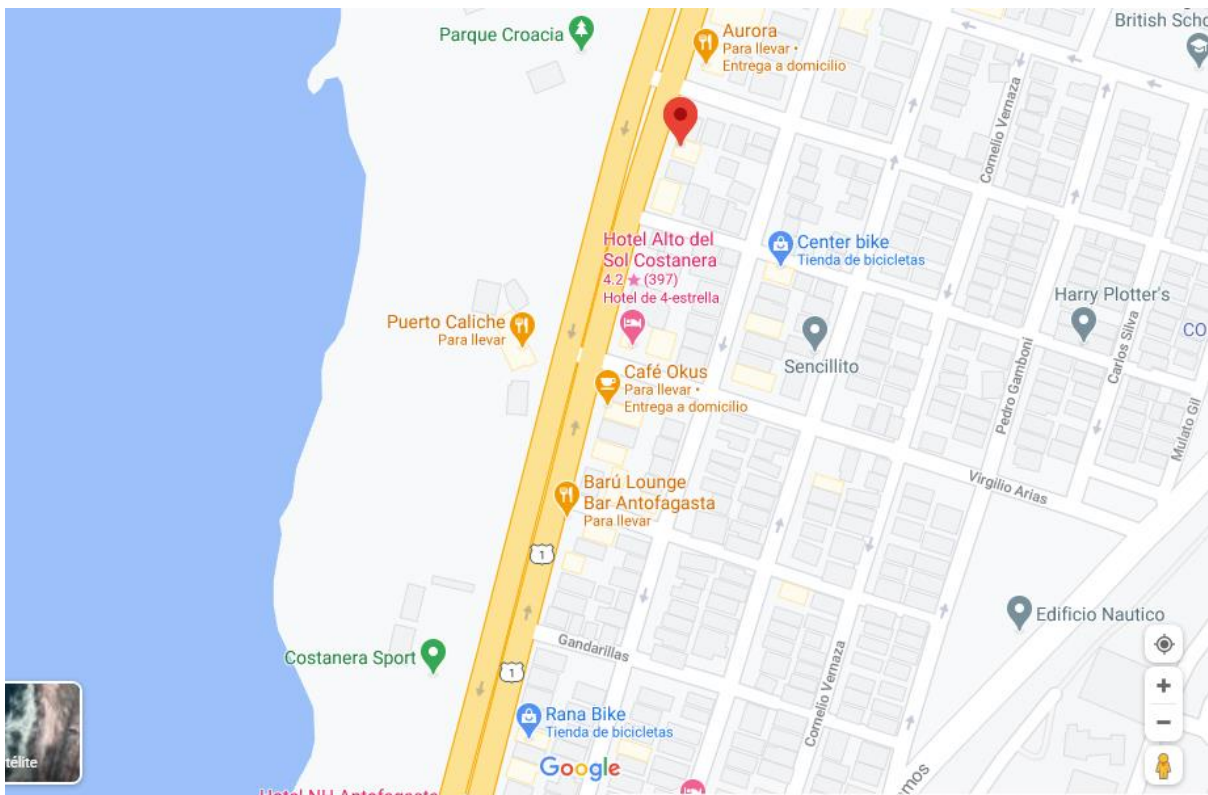 British Scho
Parque Croacia
Aurora
Para llevar •
Entrega a domicilio
Cornelio Vernaza
Hotel Alto del
Sol Costanera
4.2 ★ (397)
Hotel de 4-estrella
Center bike
Tienda de bicicletas
Harry Plotter's
Puerto Caliche
Para llevar
Sencillito
CO
Carlos Silva
Pedro Gamboni
Café Okus
Para llevar •
Entrega a domicilio
Mulato Gil
Virgilio Arias
Barú Lounge
Bar Antofagasta
Para llevar
1
Edificio Nautico
Gandarillas
Costanera Sport
1
Cornelio Vernaza
Rana Bike
Tienda de bicicletas
télite
Google
emos
Hotel NH Antofagasta